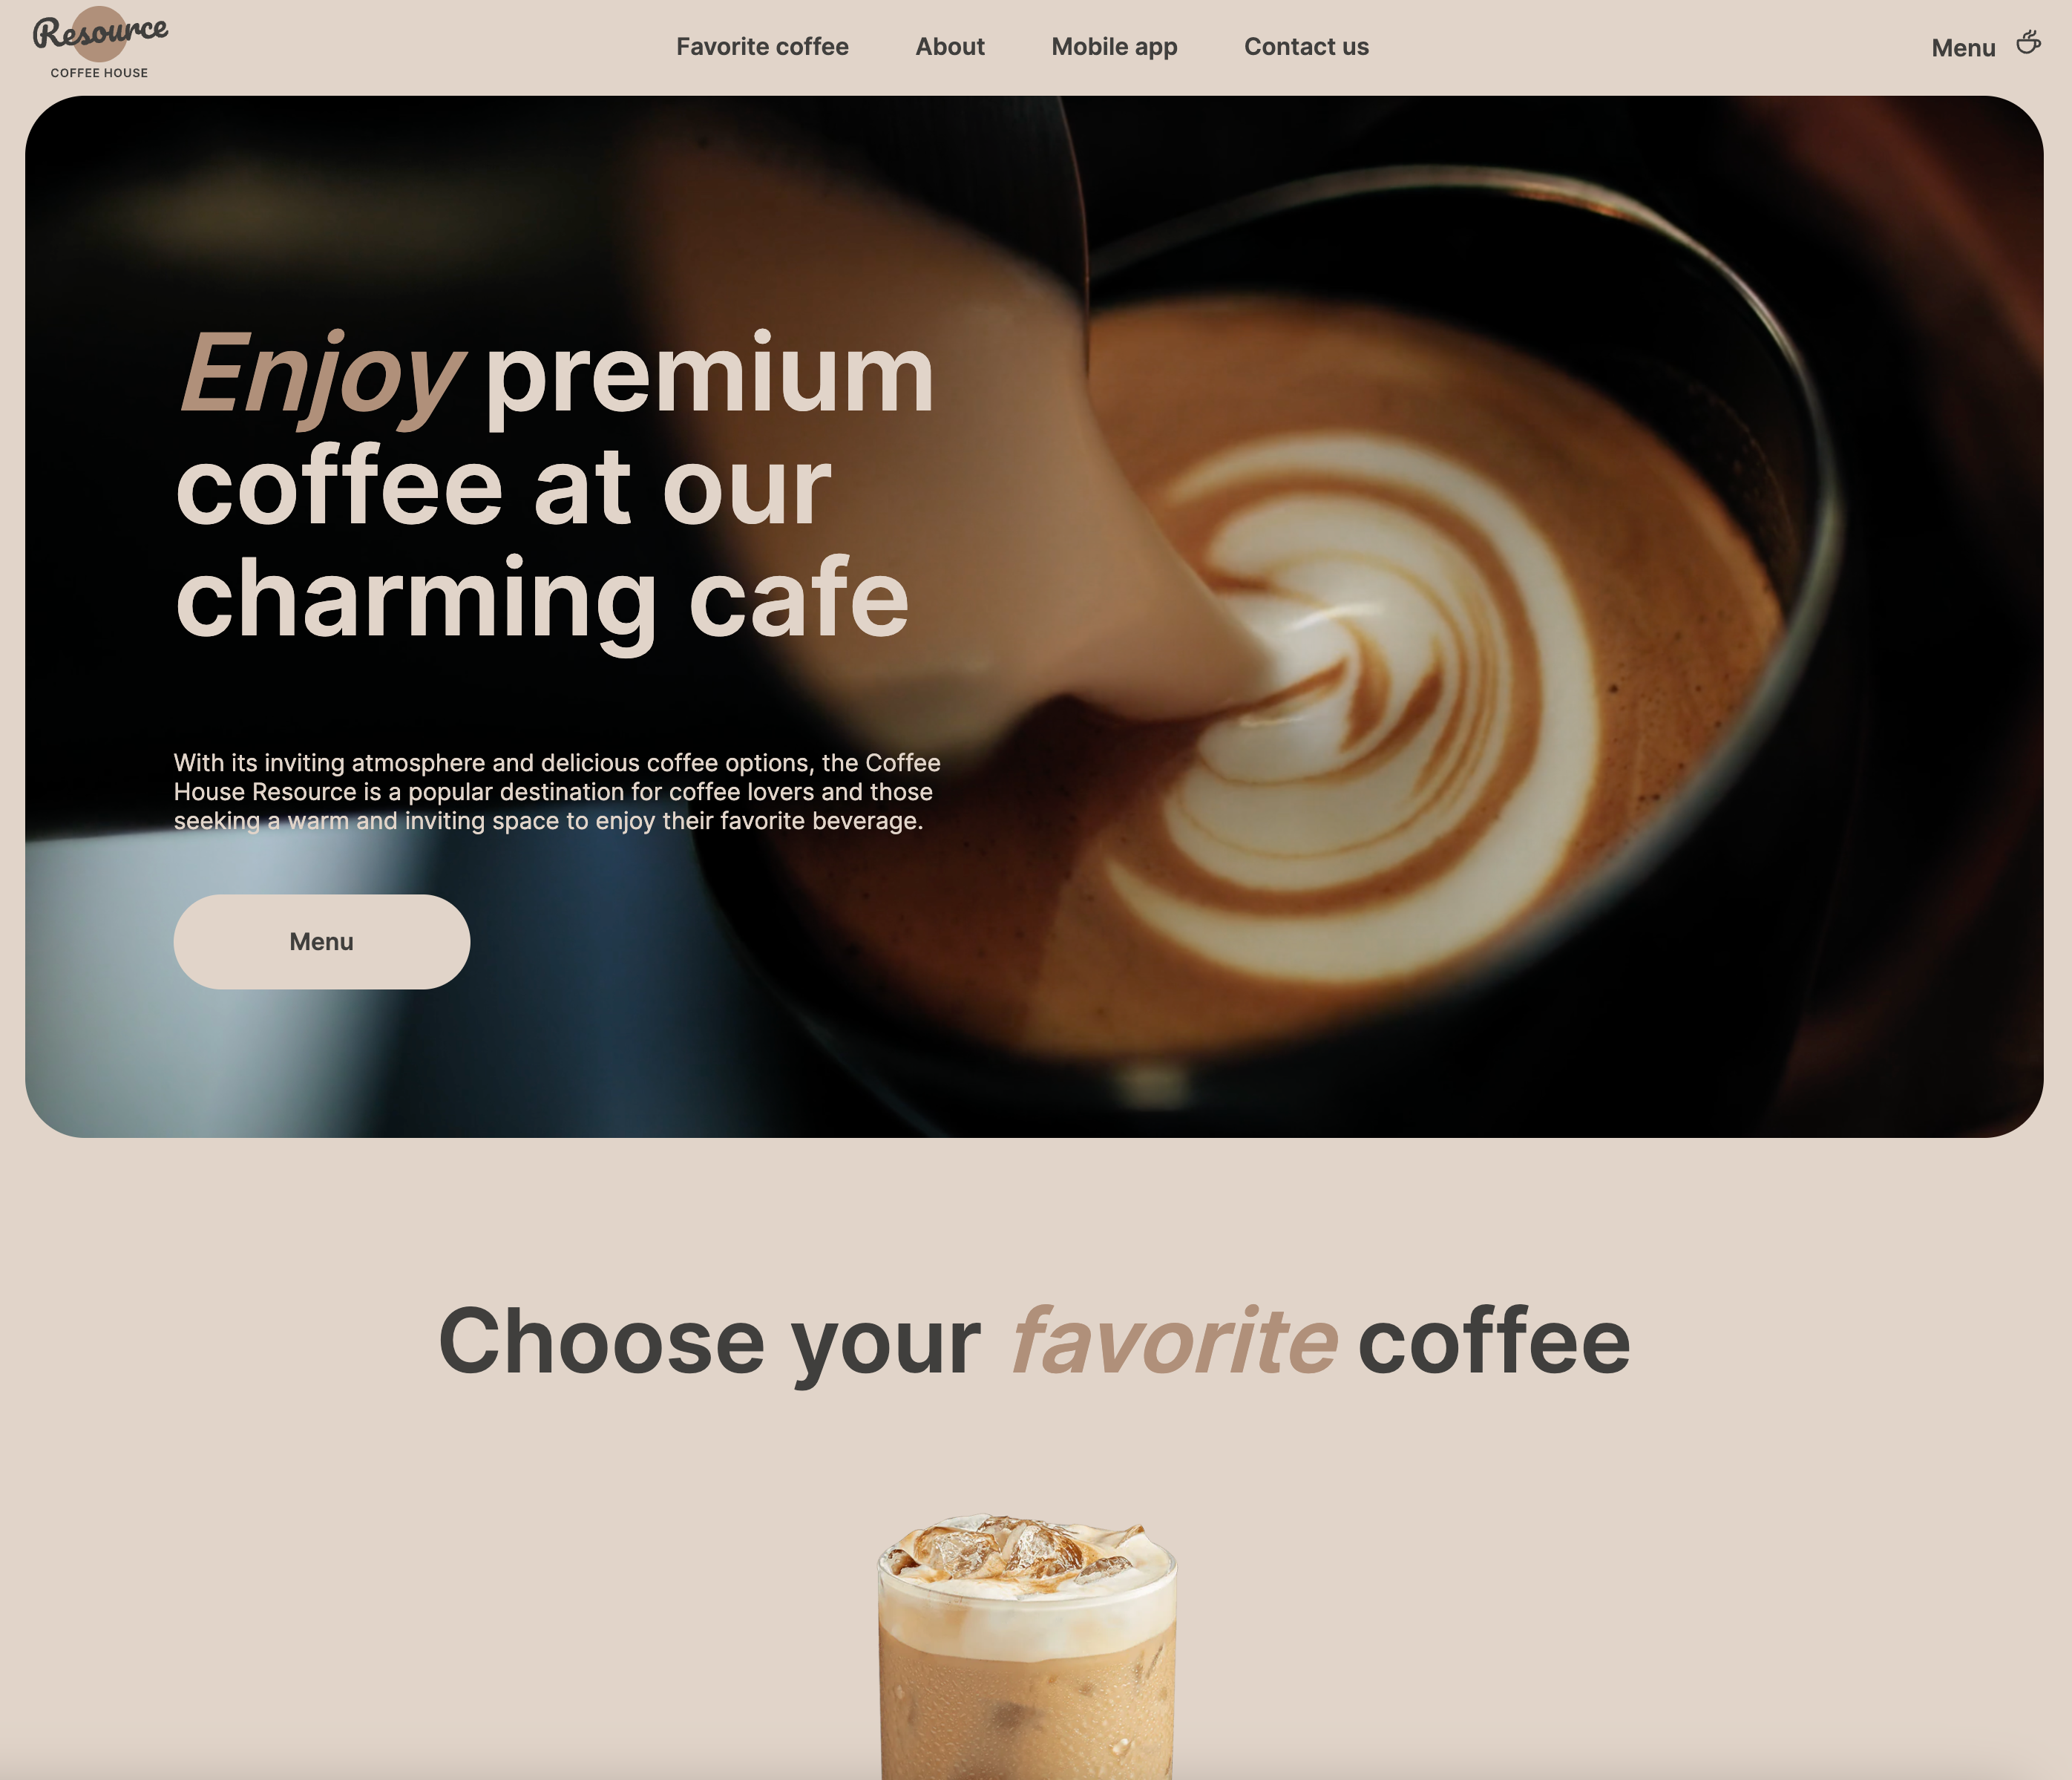 Resource
COFFEE HOUSE
Favorite coffee
About
Mobile app
Contact us
Menu
Enjoy premium
coffee at our
charming cafe
With its inviting atmosphere and delicious coffee options, the Coffee
House Resource is a popular destination for coffee lovers and those
seeking a warm and inviting space to enjoy their favorite beverage.
Menu
Choose your favorite coffee